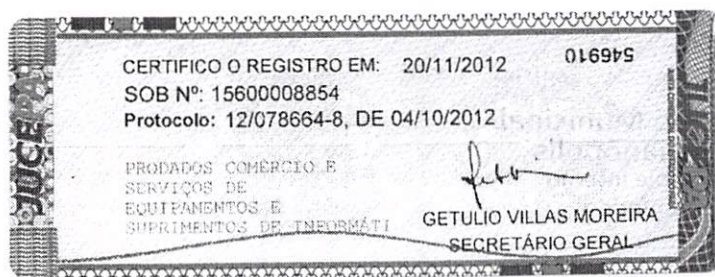 CERTIFICO O REGISTRO EM: 20/11/2012
546910
SOB Nº: 15600008854
Protocolo: 12/078664-8, DE 04/10/2012
JUCEPA
PRODADOS COMÉRCIO E
SERVIÇOS DE
EQUIPAMENTOS E
SUPRIMENTOS DE INFORMÁTI
GETULIO VILLAS MOREIRA
SECRETÁRIO GERAL